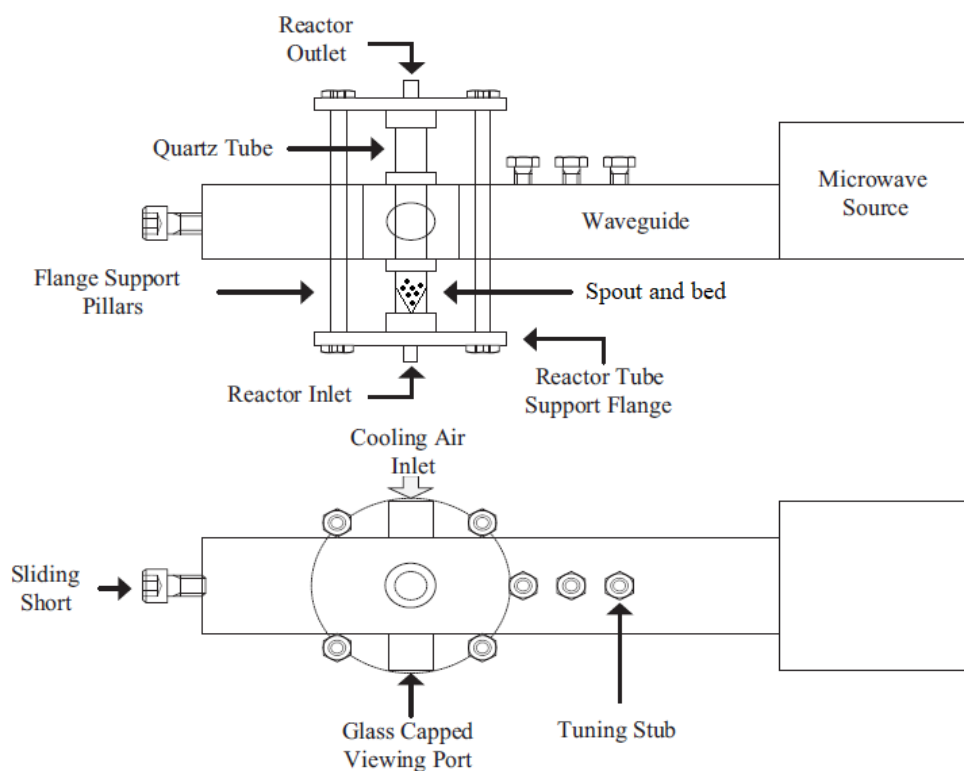 Reactor
Outlet
Quartz Tube
Microwave
Source
Waveguide
Flange Support
Pillars
Spout and bed
Reactor Inlet
Reactor Tube
Support Flange
Cooling Air
Inlet
Sliding
Short
Glass Capped
Viewing Port
Tuning Stub